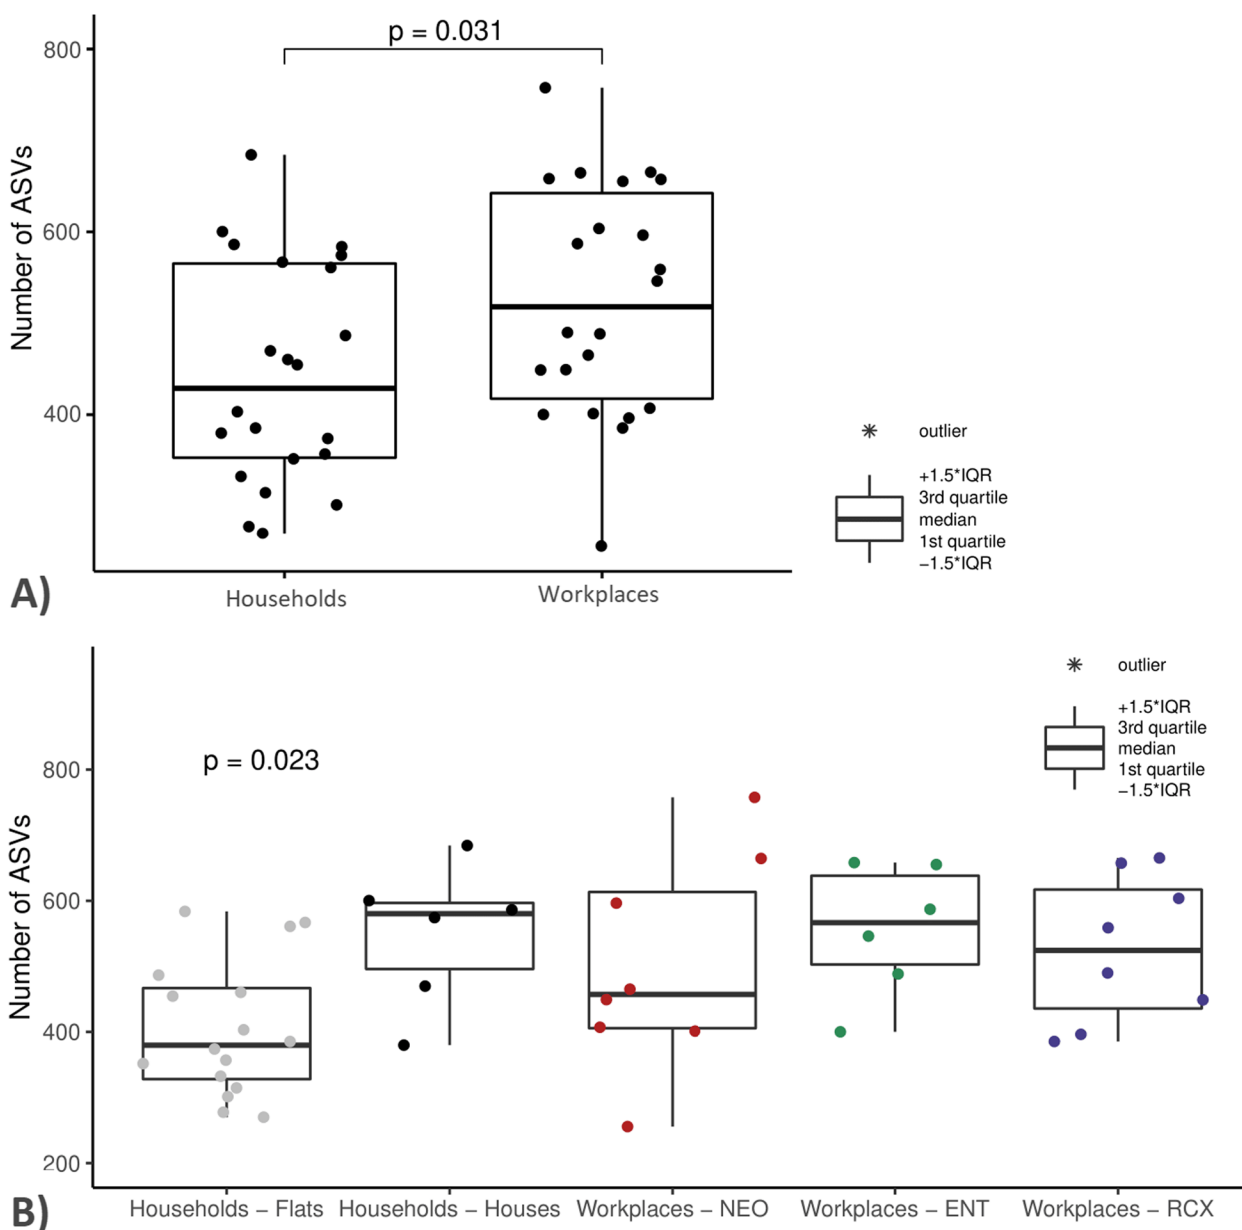 p = 0.031
800
600
400
Number of ASVs
Households
Workplaces
outlier
+1.5*IQR
3rd quartile
median
1st quartile
−1.5*IQR
A)
outlier
+1.5*IQR
3rd quartile
median
1st quartile
−1.5*IQR
p = 0.023
800
600
400
200
Number of ASVs
Households − Flats
Households − Houses
Workplaces − NEO
Workplaces − ENT
Workplaces − RCX
B)